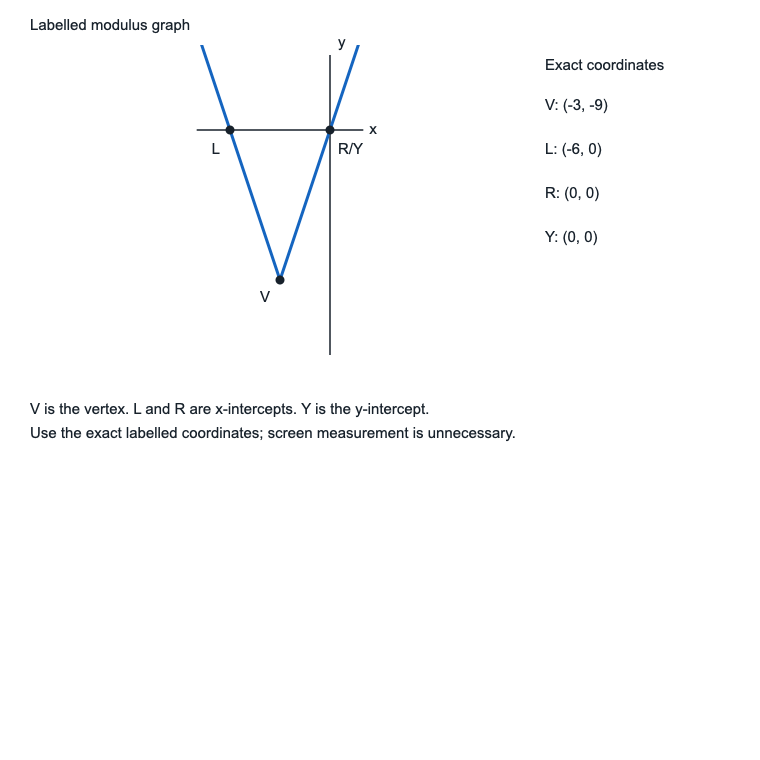 Labelled modulus graph
y
Exact coordinates
V: (-3, -9)
x
L
R/Y
L: (-6, 0)
R: (0, 0)
Y: (0, 0)
V
V is the vertex. L and R are x-intercepts. Y is the y-intercept.
Use the exact labelled coordinates; screen measurement is unnecessary.